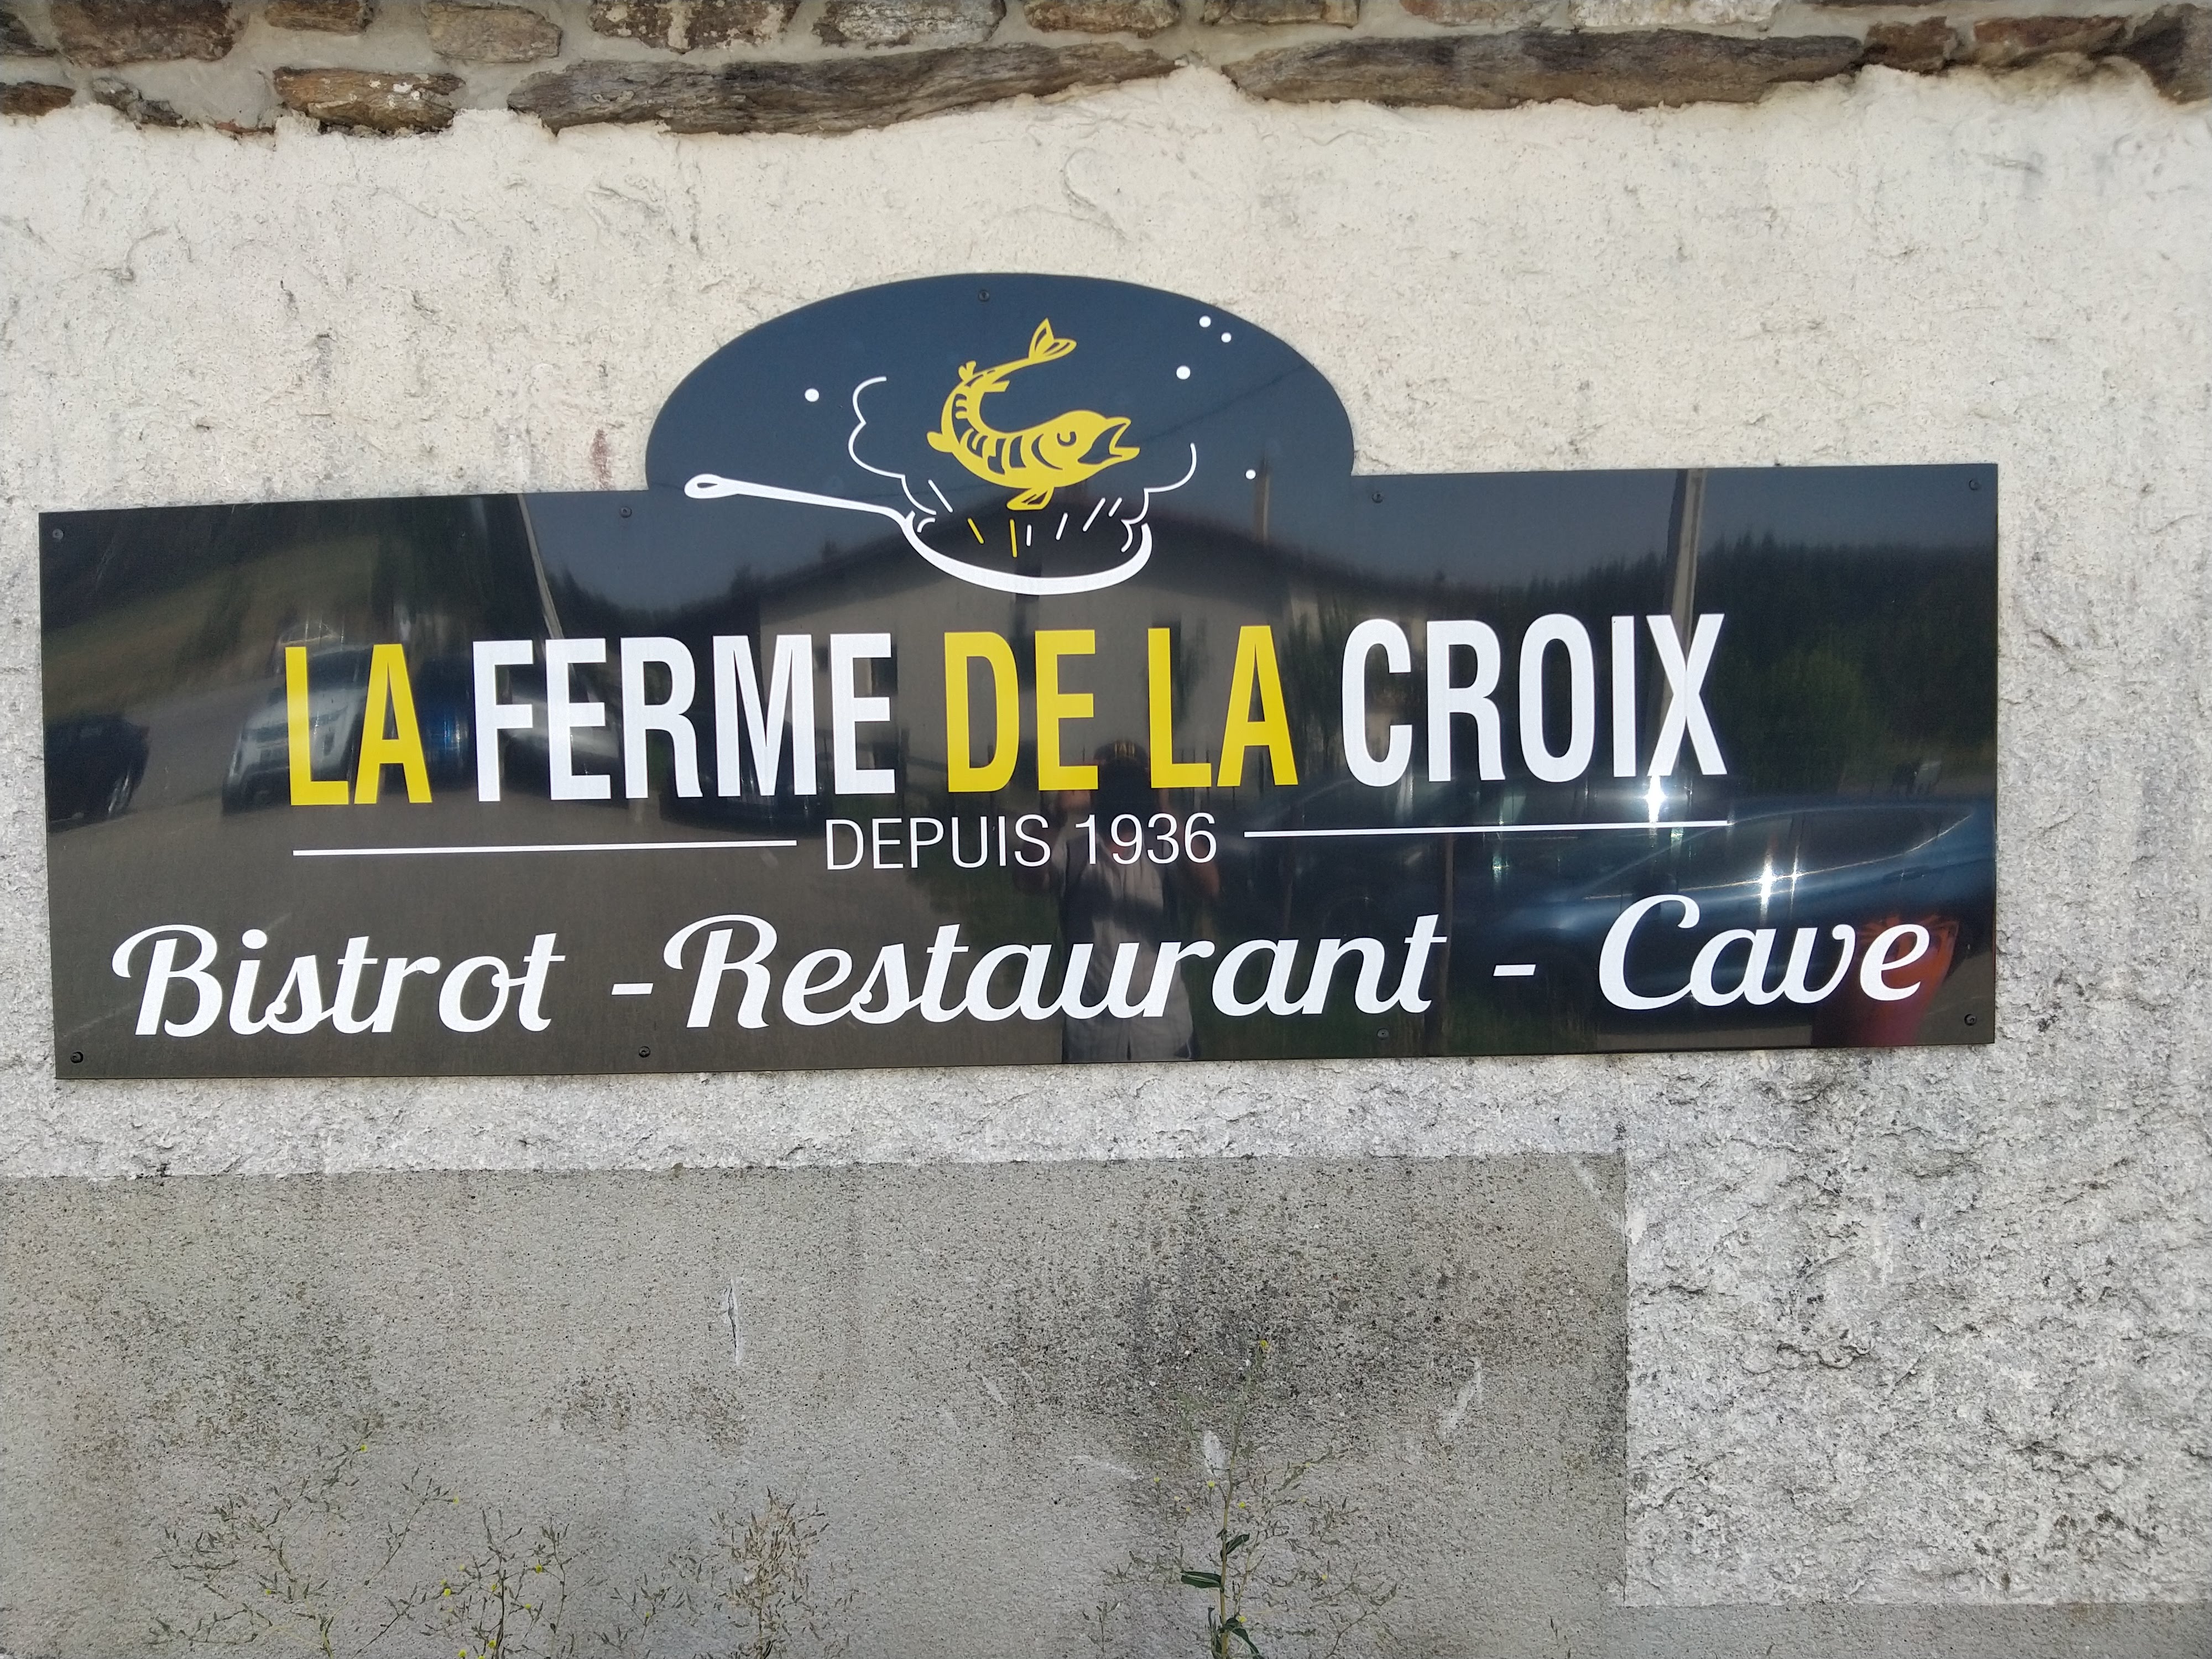 LA FERME DE LA CROIX
DEPUIS 1936
Bistrot - Restaurant - Cave